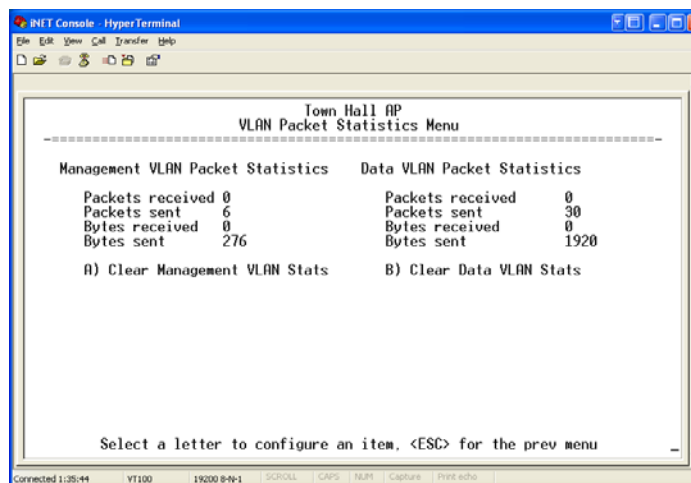 iNET Console - HyperTerminal
File Edit View Call Transfer Help
Town Hall AP
VLAN Packet Statistics Menu
-==========================================================================-
Management VLAN Packet Statistics Data VLAN Packet Statistics
Packets received 0 Packets received 0
Packets sent 6 Packets sent 30
Bytes received 0 Bytes received 0
Bytes sent 276 Bytes sent 1920
A) Clear Management VLAN Stats B) Clear Data VLAN Stats
Select a letter to configure an item, <ESC> for the prev menu
Connected 1:35:44 VT100 19200 8-N-1 SCROLL CAPS NUM Capture Print echo